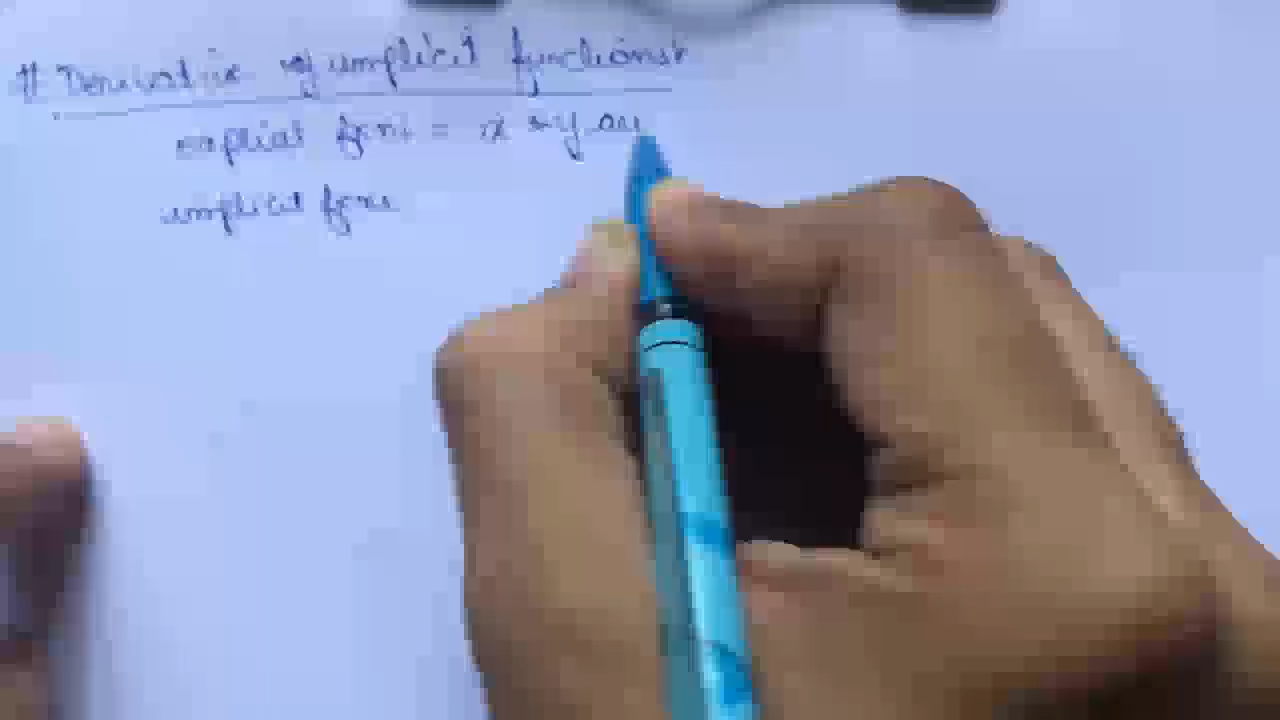 # Derivative of implicit functions
explicit fxn = x
implicit fxn